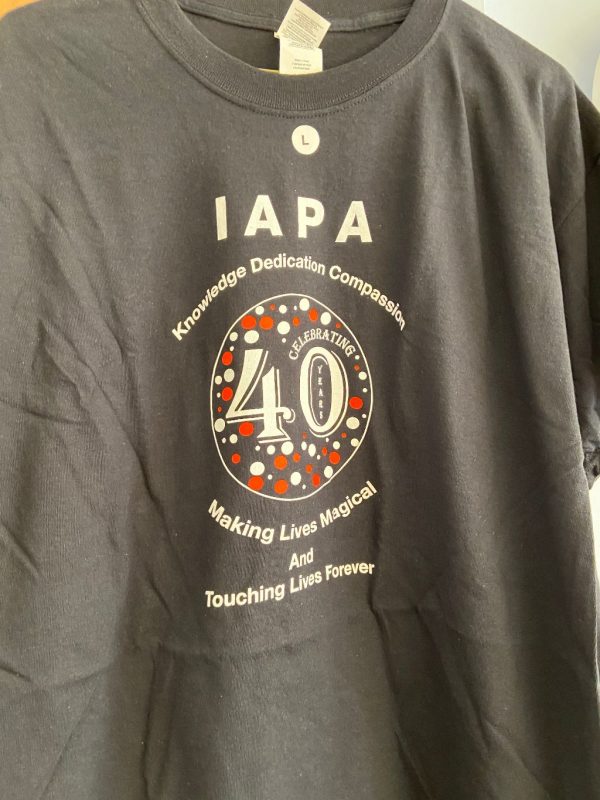 L
IAPA
Knowledge Dedication Compassion
CELEBRATING
40
YEARS
Making Lives Magical
And
Touching Lives Forever